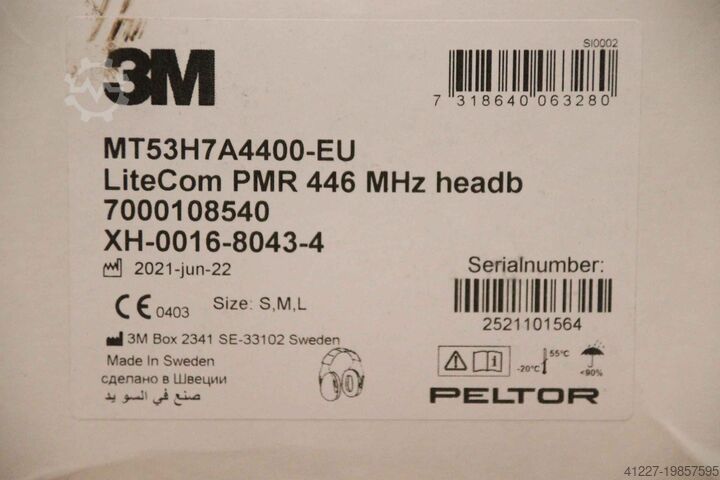 3M
SI0002
7 318640 063280
MT53H7A4400-EU
LiteCom PMR 446 MHz headb
7000108540
XH-0016-8043-4
2021-jun-22
Serialnumber:
CE 0403 Size: S,M,L
2521101564
3M Box 2341 SE-33102 Sweden
Made In Sweden
сделано в Швеции
صنع في السويد
-20°C 55°C <90%
PELTOR
41227-19857595